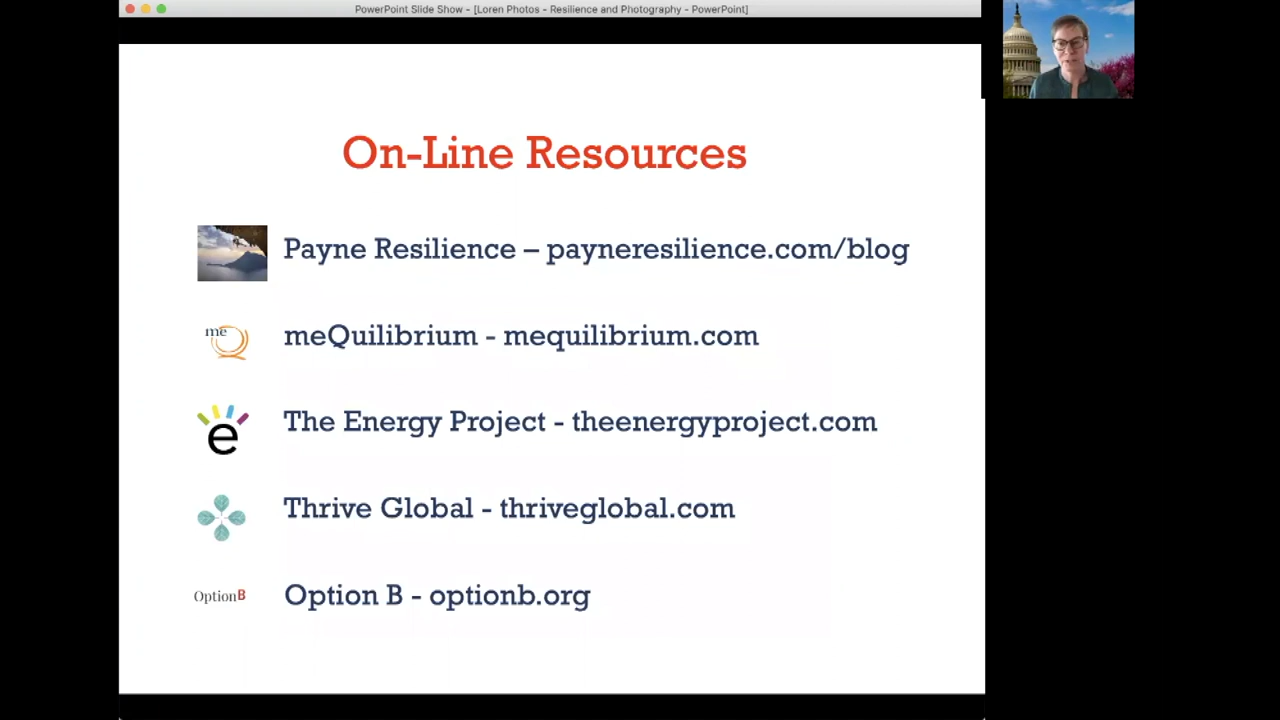 PowerPoint Slide Show - [Loren Photos - Resilience and Photography - PowerPoint]
On-Line Resources
Payne Resilience – payneresilience.com/blog
me
Q
meQuilibrium - mequilibrium.com
e
The Energy Project - theenergyproject.com
Thrive Global - thriveglobal.com
OptionB
Option B - optionb.org